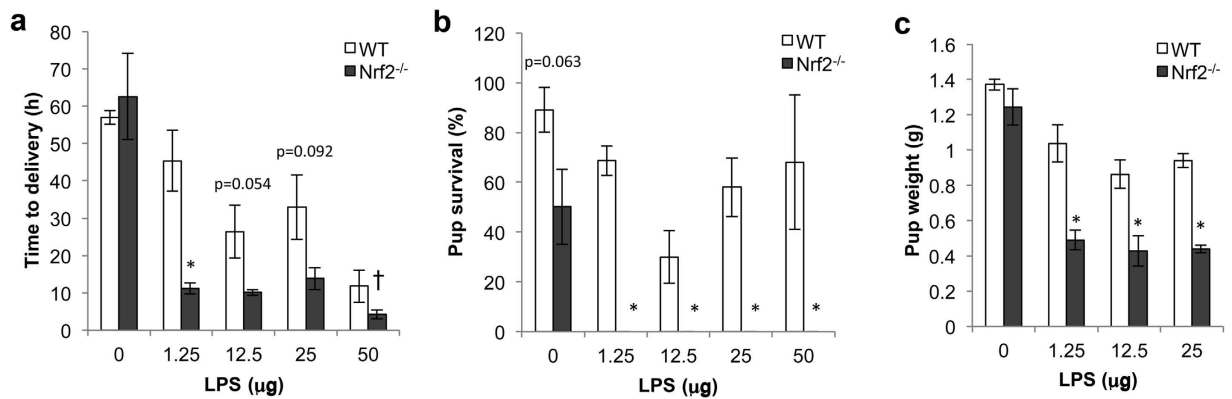 a
Time to delivery (h)
80
70
60
50
40
30
20
10
0
WT
Nrf2-/-
*
p=0.054
p=0.092
†
0 1.25 12.5 25 50
LPS (µg)
b
Pup survival (%)
120
100
80
60
40
20
0
WT
Nrf2-/-
p=0.063
* * * *
0 1.25 12.5 25 50
LPS (µg)
c
Pup weight (g)
1.6
1.4
1.2
1
0.8
0.6
0.4
0.2
0
WT
Nrf2-/-
* * *
0 1.25 12.5 25
LPS (µg)